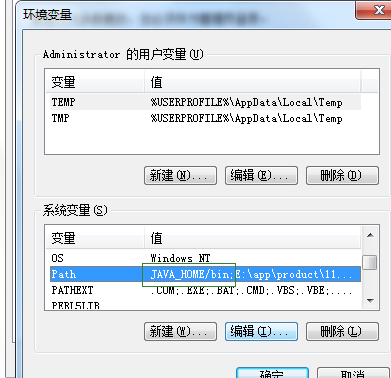 环境变量
Administrator 的用户变量(U)
变量 值
TEMP %USERPROFILE%\AppData\Local\Temp
TMP %USERPROFILE%\AppData\Local\Temp
新建(N)... 编辑(E)... 删除(D)
系统变量(S)
变量 值
OS Windows NT
Path JAVA_HOME/bin;E:\app\product\11...
PATHEXT .COM;.EXE;.BAT;.CMD;.VBS;.VBE;....
PERL5LIB
新建(W)... 编辑(I)... 删除(L)
确定 取消